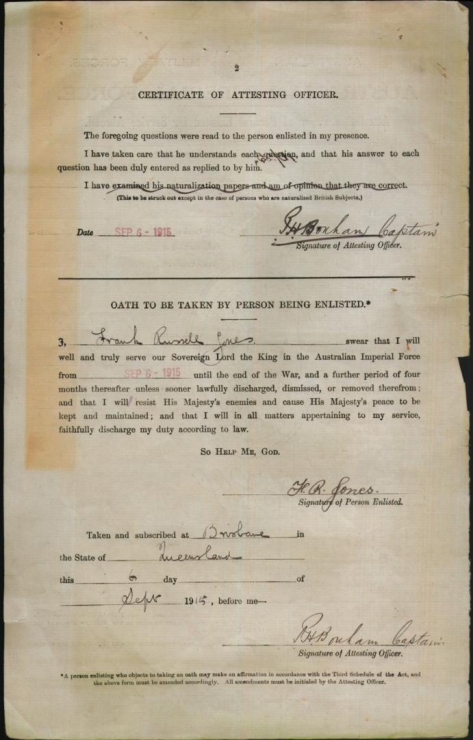 2
CERTIFICATE OF ATTESTING OFFICER.
The foregoing questions were read to the person enlisted in my presence.
I have taken care that he understands each question, and that his answer to each
question has been duly entered as replied to by him.
I have examined his naturalization papers and am of opinion that they are correct.
(This to be struck out except in the case of persons who are naturalized British Subjects.)
Date SEP 6 - 1915 RHBonham Captain
Signature of Attesting Officer.
OATH TO BE TAKEN BY PERSON BEING ENLISTED.*
3, Frank Russell Jones swear that I will
well and truly serve our Sovereign Lord the King in the Australian Imperial Force
from SEP 6 - 1915 until the end of the War, and a further period of four
months thereafter unless sooner lawfully discharged, dismissed, or removed therefrom;
and that I will resist His Majesty's enemies and cause His Majesty's peace to be
kept and maintained; and that I will in all matters appertaining to my service,
faithfully discharge my duty according to law.
SO HELP ME, GOD.
F. R. Jones.
Signature of Person Enlisted.
Taken and subscribed at Brisbane in
the State of Queensland
this 6 day of
Sept 1915, before me—
RHBonham Captain
Signature of Attesting Officer.
*A person enlisting who objects to taking an oath may make an affirmation in accordance with the Third Schedule of the Act, and
the above form must be amended accordingly. All amendments must be initialed by the Attesting Officer.